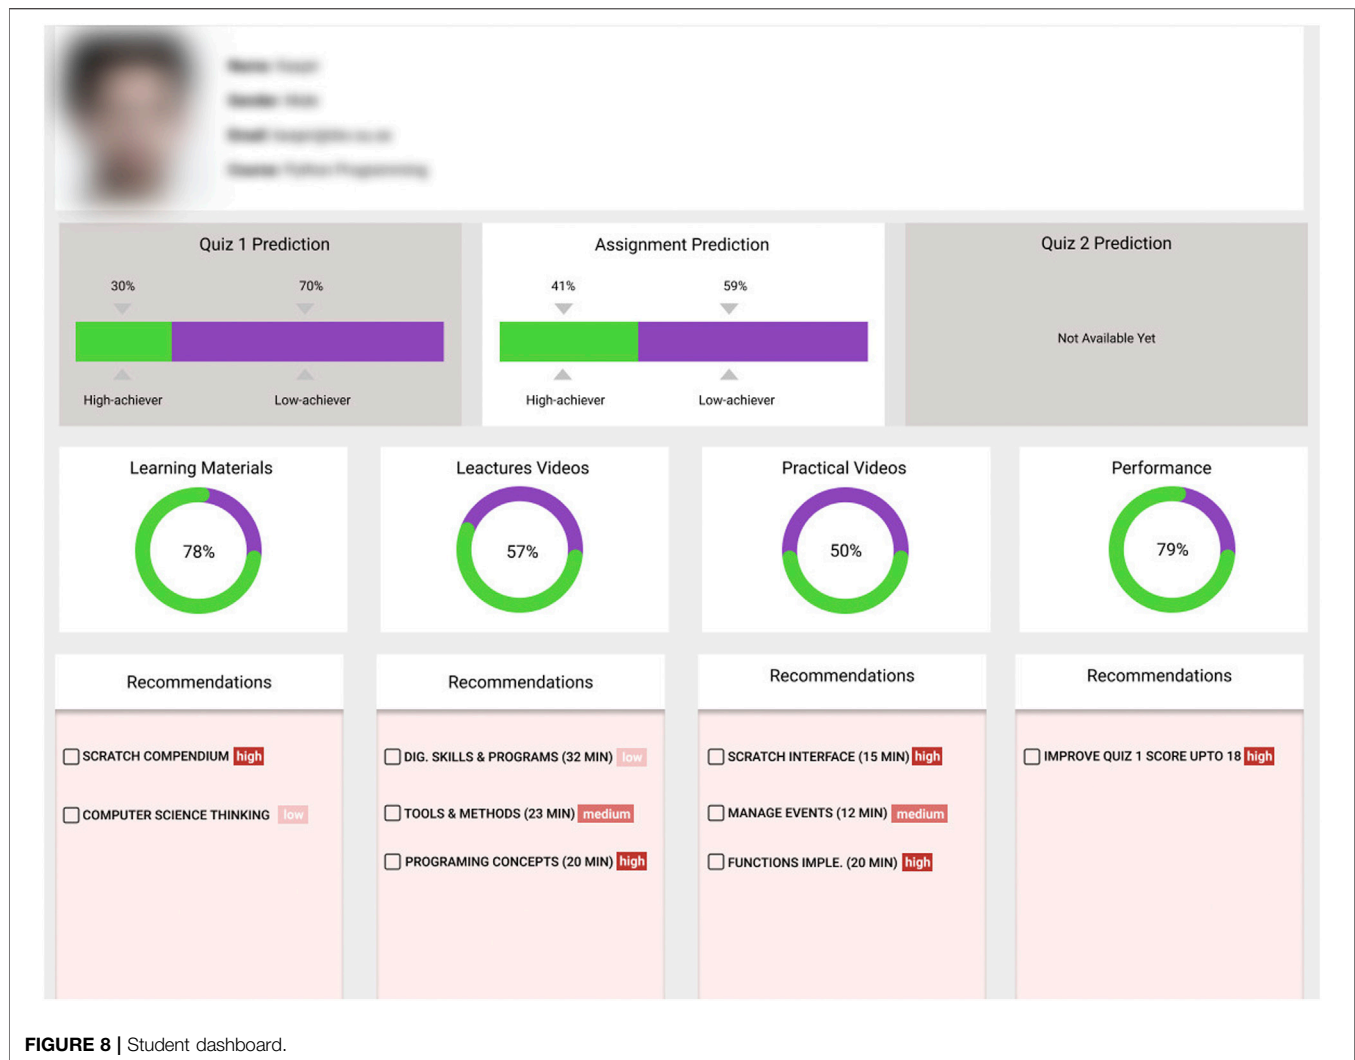 Quiz 1 Prediction
30% 70%
High-achiever Low-achiever
Assignment Prediction
41% 59%
High-achiever Low-achiever
Quiz 2 Prediction
Not Available Yet
Learning Materials
78%
Leactures Videos
57%
Practical Videos
50%
Performance
79%
Recommendations
SCRATCH COMPENDIUM high
COMPUTER SCIENCE THINKING low
Recommendations
DIG. SKILLS & PROGRAMS (32 MIN) low
TOOLS & METHODS (23 MIN) medium
PROGRAMING CONCEPTS (20 MIN) high
Recommendations
SCRATCH INTERFACE (15 MIN) high
MANAGE EVENTS (12 MIN) medium
FUNCTIONS IMPLE. (20 MIN) high
Recommendations
IMPROVE QUIZ 1 SCORE UPTO 18 high
FIGURE 8 | Student dashboard.